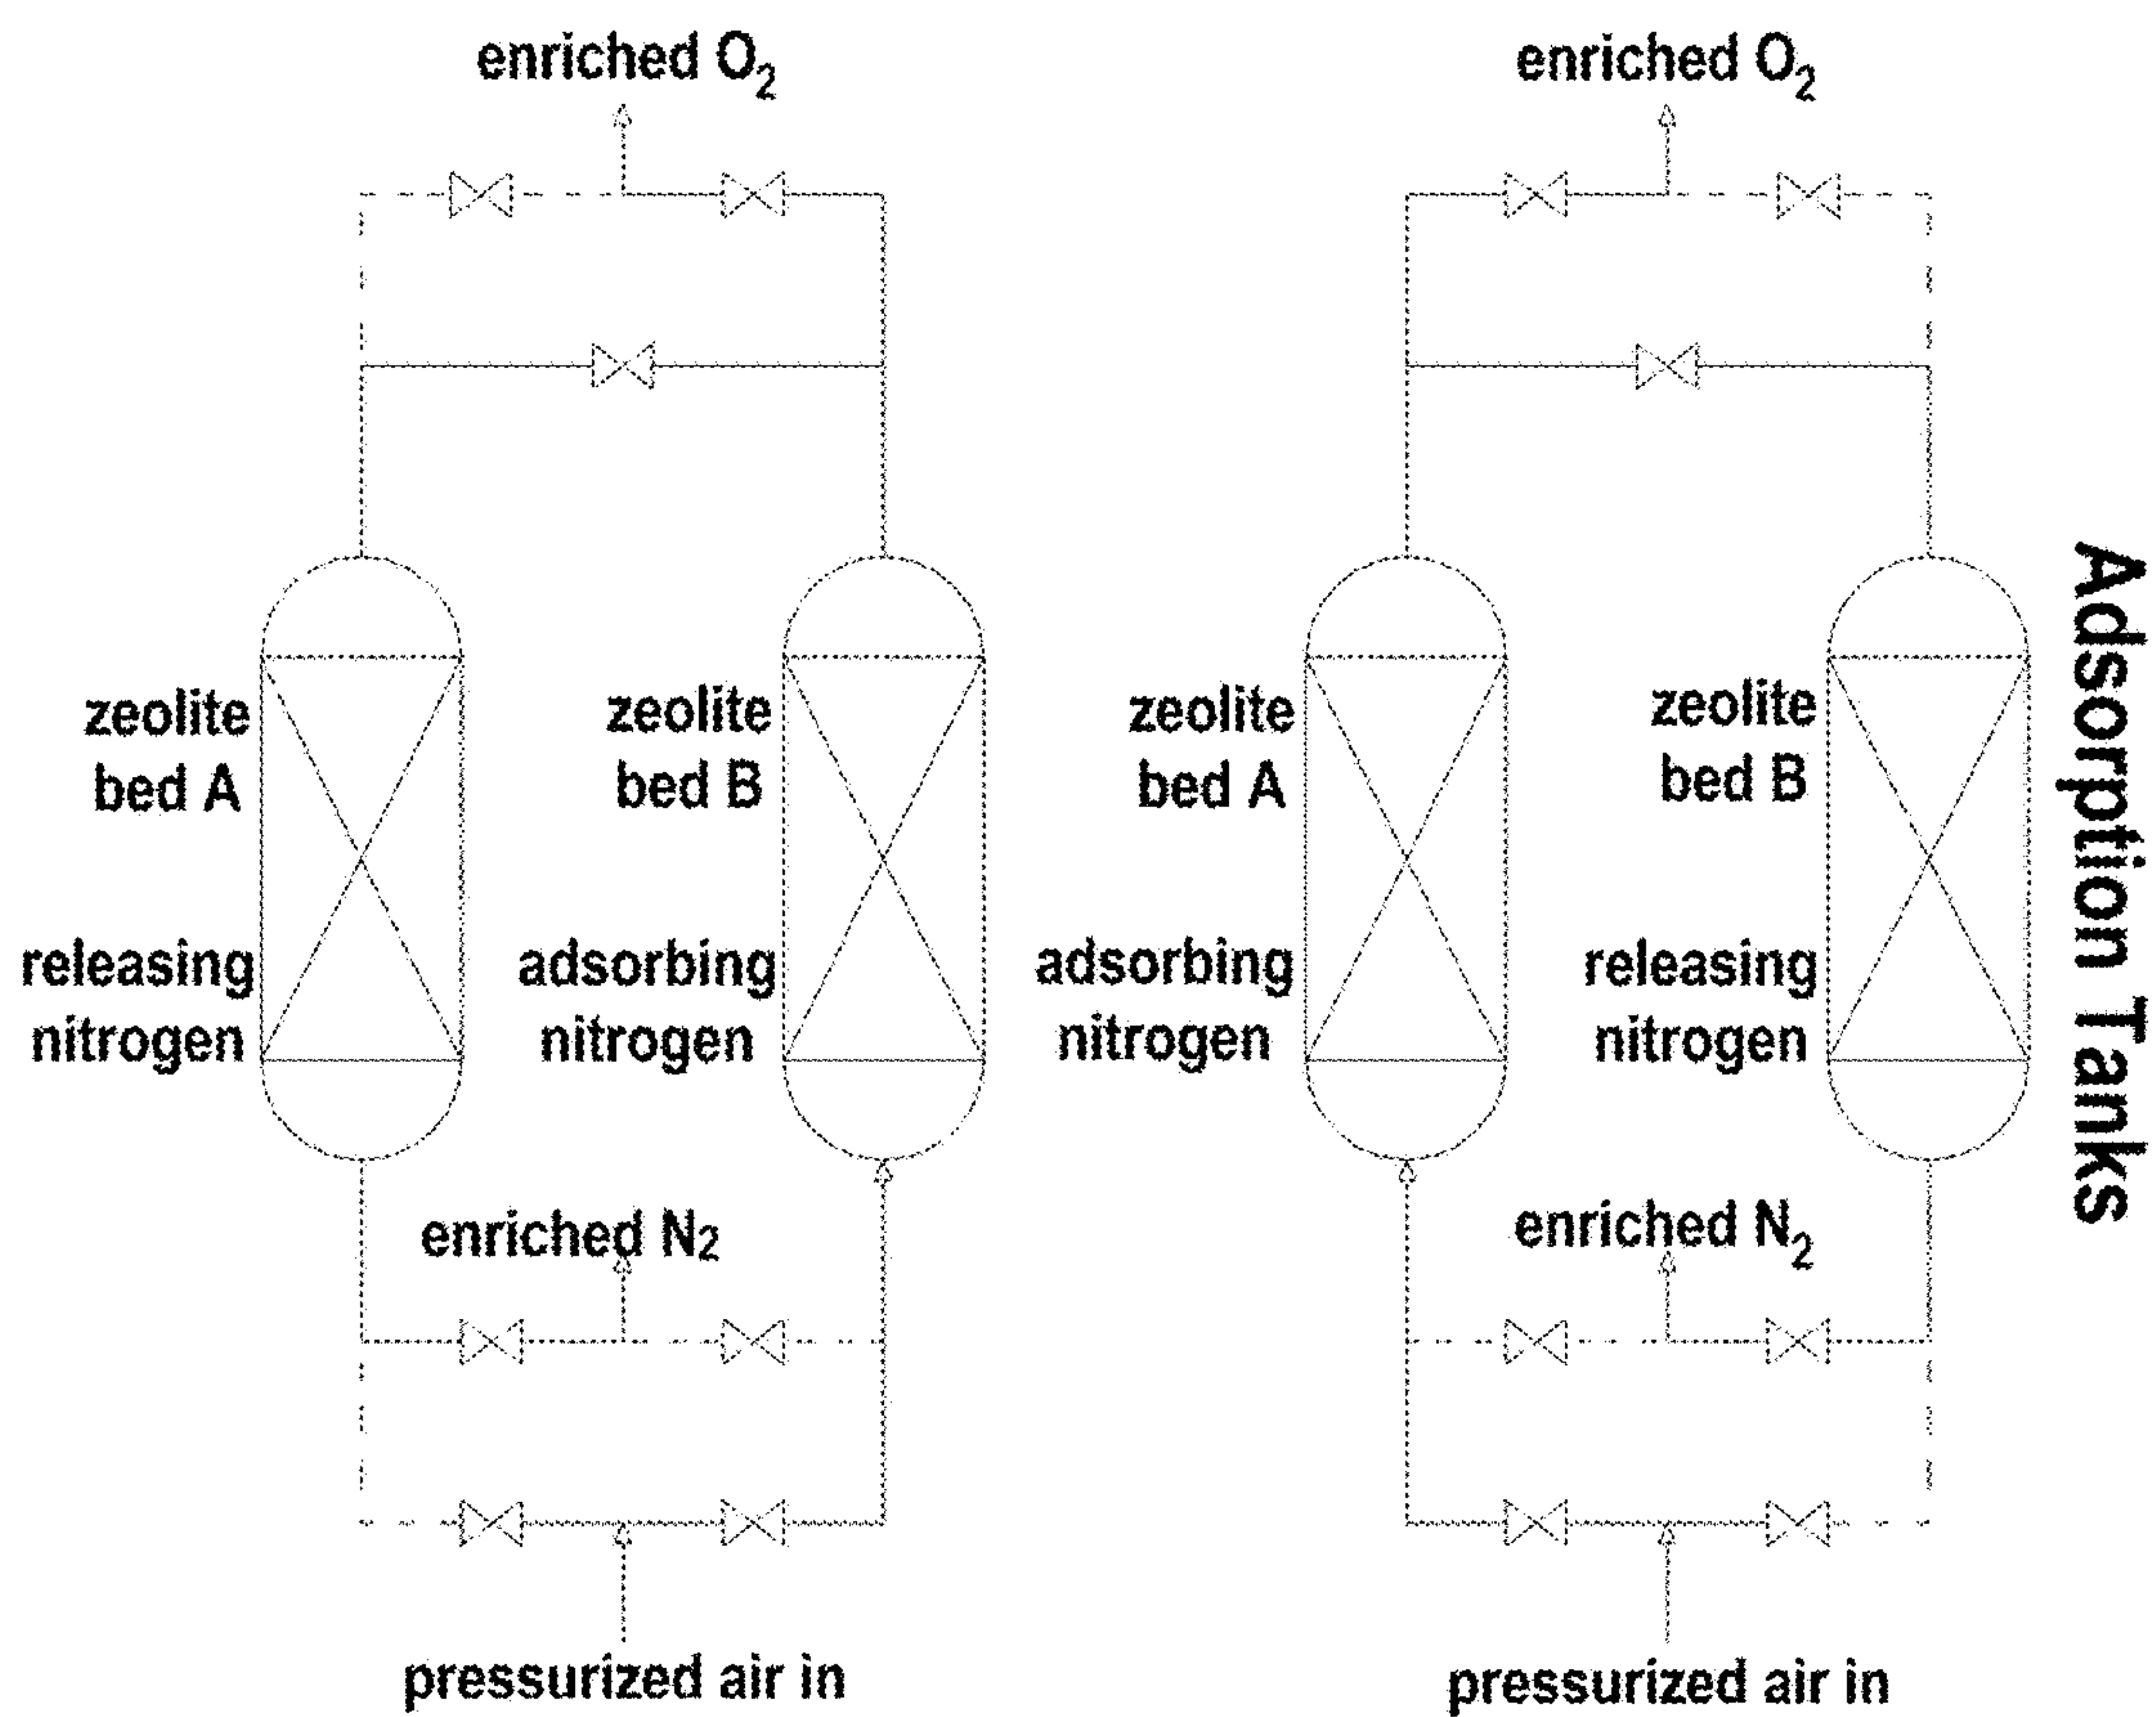 enriched O₂
enriched O₂
zeolite
bed A
zeolite
bed B
zeolite
bed A
zeolite
bed B
releasing
nitrogen
adsorbing
nitrogen
adsorbing
nitrogen
releasing
nitrogen
Adsorption Tanks
enriched N₂
enriched N₂
pressurized air in
pressurized air in